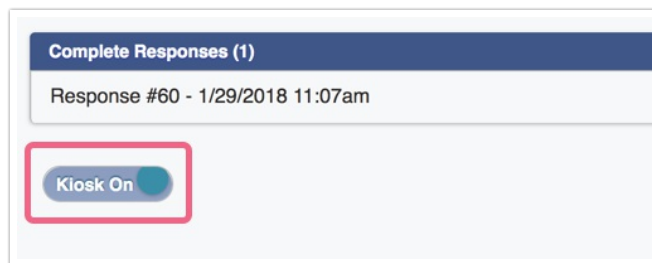 Complete Responses (1)
Response #60 - 1/29/2018 11:07am
Kiosk On